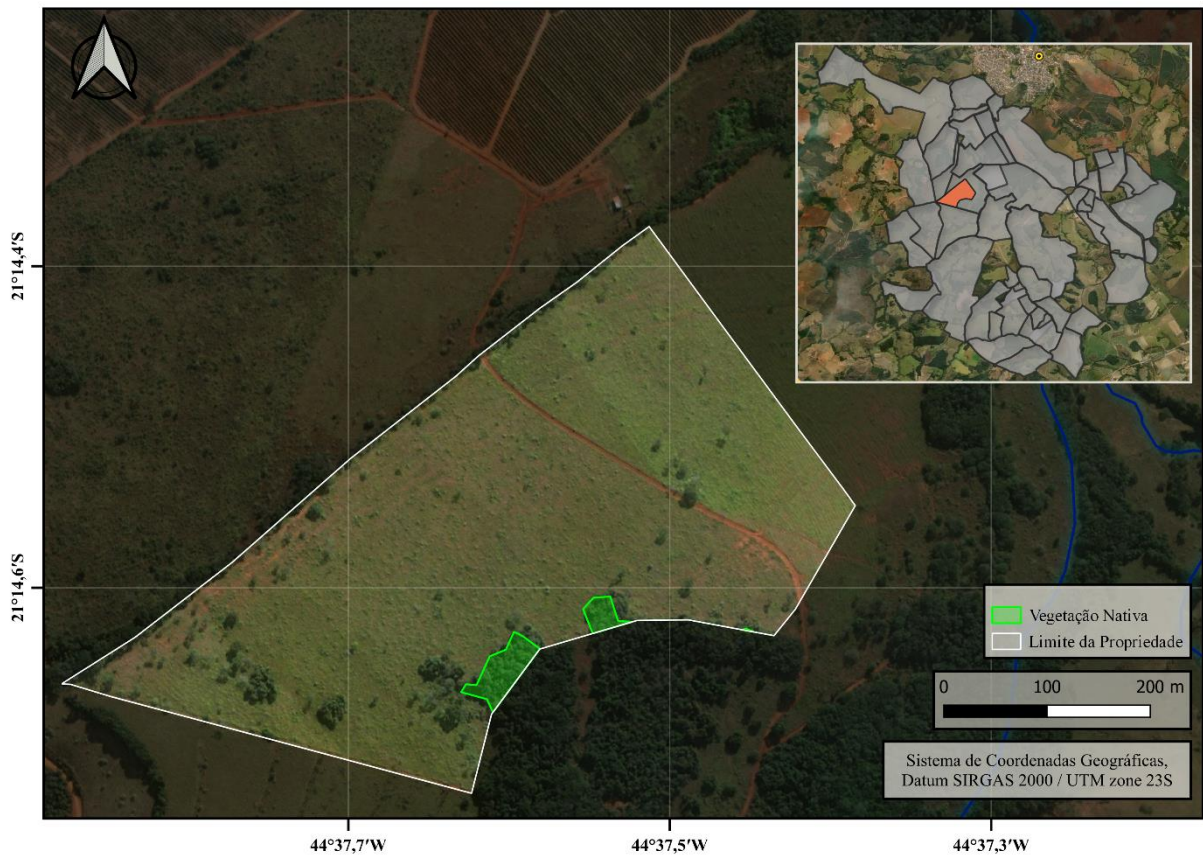 21°14,4′S
21°14,6′S
Vegetação Nativa
Limite da Propriedade
0 100 200 m
Sistema de Coordenadas Geográficas,
Datum SIRGAS 2000 / UTM zone 23S
44°37,7′W 44°37,5′W 44°37,3′W